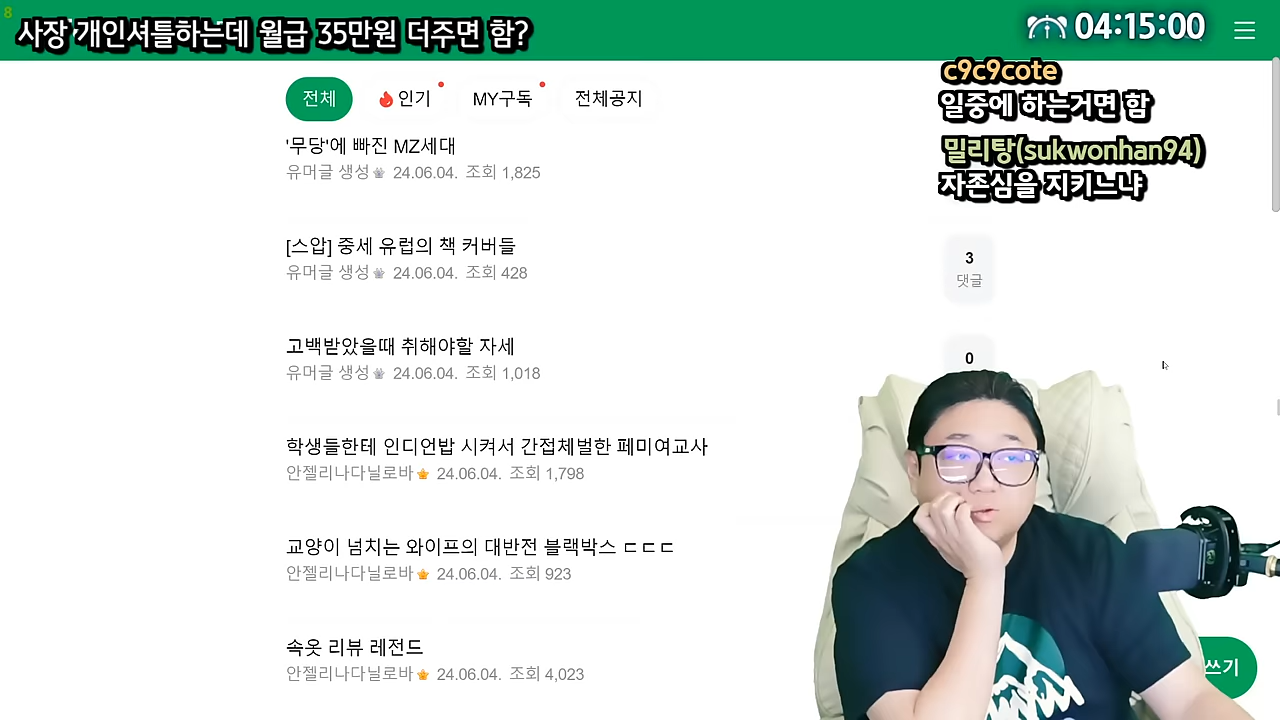 8
사장 개인셔틀하는데 월급 35만원 더주면 함?
04:15:00
전체
인기
MY구독
전체공지
c9c9cote
일중에 하는거면 함
밀리탕(sukwonhan94)
자존심을 지키느냐
'무당'에 빠진 MZ세대
유머글 생성 24.06.04. 조회 1,825
[스압] 중세 유럽의 책 커버들
유머글 생성 24.06.04. 조회 428
3
댓글
고백받았을때 취해야할 자세
유머글 생성 24.06.04. 조회 1,018
0
학생들한테 인디언밥 시켜서 간접체벌한 페미여교사
안젤리나다닐로바 24.06.04. 조회 1,798
교양이 넘치는 와이프의 대반전 블랙박스 ㄷㄷㄷ
안젤리나다닐로바 24.06.04. 조회 923
속옷 리뷰 레전드
안젤리나다닐로바 24.06.04. 조회 4,023
쓰기